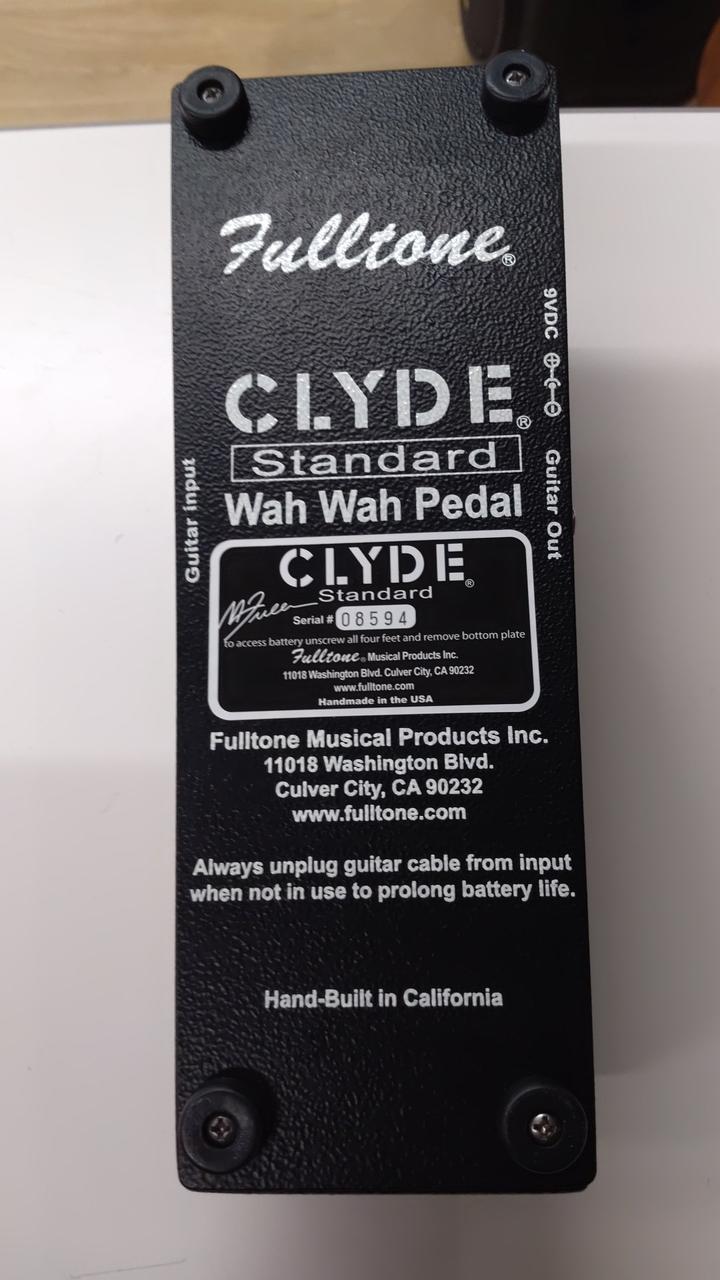 Fulltone®
9VDC
CLYDE®
Standard
Wah Wah Pedal
Guitar input
Guitar Out
CLYDE®
Standard
Serial # 08594
to access battery unscrew all four feet and remove bottom plate
Fulltone® Musical Products Inc.
11018 Washington Blvd. Culver City, CA 90232
www.fulltone.com
Handmade in the USA
Fulltone Musical Products Inc.
11018 Washington Blvd.
Culver City, CA 90232
www.fulltone.com
Always unplug guitar cable from input
when not in use to prolong battery life.
Hand-Built in California